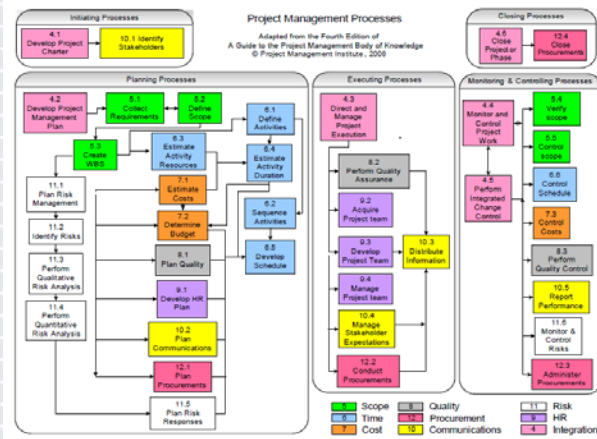 Initiating Processes
4.1
Develop Project
Charter
10.1 Identify
Stakeholders
Project Management Processes
Adapted from the Fourth Edition of
A Guide to the Project Management Body of Knowledge
© Project Management Institute, 2008
Closing Processes
4.6
Close
Project or
Phase
12.4
Close
Procurements
Planning Processes
4.2
Develop Project
Management
Plan
5.1
Collect
Requirements
5.2
Define
Scope
5.3
Create
WBS
6.1
Define
Activities
6.3
Estimate
Activity
Resources
6.4
Estimate
Activity
Duration
7.1
Estimate
Costs
7.2
Determine
Budget
6.2
Sequence
Activities
8.1
Plan Quality
6.5
Develop
Schedule
9.1
Develop HR
Plan
10.2
Plan
Communications
12.1
Plan
Procurements
11.5
Plan Risk
Responses
11.1
Plan Risk
Management
11.2
Identify Risks
11.3
Perform
Qualitative
Risk Analysis
11.4
Perform
Quantitative
Risk Analysis
Executing Processes
4.3
Direct and
Manage
Project
Execution
8.2
Perform Quality
Assurance
9.2
Acquire
Project team
9.3
Develop
Project Team
9.4
Manage
Project team
10.3
Distribute
Information
10.4
Manage
Stakeholder
Expectations
12.2
Conduct
Procurements
Monitoring & Controlling Processes
4.4
Monitor and
Control
Project
Work
4.5
Perform
Integrated
Change
Control
5.4
Verify
scope
5.5
Control
scope
6.6
Control
Schedule
7.3
Control
Costs
8.3
Perform
Quality Control
10.5
Report
Performance
11.6
Monitor &
Control
Risks
12.3
Administer
Procurements
5 Scope
6 Time
7 Cost
8 Quality
12 Procurement
10 Communications
11 Risk
9 HR
4 Integration